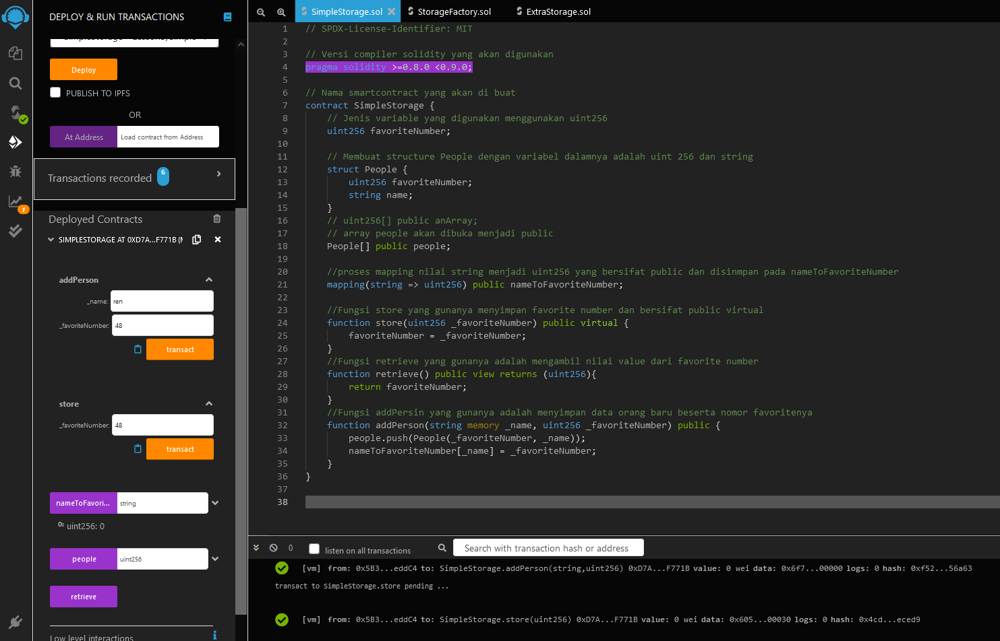 DEPLOY & RUN TRANSACTIONS
Deploy
PUBLISH TO IPFS
OR
At Address
Load contract from Address
Transactions recorded
6
Deployed Contracts
SIMPLESTORAGE AT 0XD7A...F771B (
addPerson
_name:
ren
_favoriteNumber:
48
transact
store
_favoriteNumber:
48
transact
nameToFavori...
string
0: uint256: 0
people
uint256
retrieve
Low level interactions
i
1
SimpleStorage.sol
StorageFactory.sol
ExtraStorage.sol
1 // SPDX-License-Identifier: MIT
2
3 // Versi compiler solidity yang akan digunakan
4 pragma solidity >=0.8.0 <0.9.0;
5
6 // Nama smartcontract yang akan di buat
7 contract SimpleStorage {
8 // Jenis variable yang digunakan menggunakan uint256
9 uint256 favoriteNumber;
10
11 // Membuat structure People dengan variabel dalamnya adalah uint 256 dan string
12 struct People {
13 uint256 favoriteNumber;
14 string name;
15 }
16 // uint256[] public anArray;
17 // array people akan dibuka menjadi public
18 People[] public people;
19
20 //proses mapping nilai string menjadi uint256 yang bersifat public dan disinmpan pada nameToFavoriteNumber
21 mapping(string => uint256) public nameToFavoriteNumber;
22
23 //Fungsi store yang gunanya menyimpan favorite number dan bersifat public virtual
24 function store(uint256 _favoriteNumber) public virtual {
25 favoriteNumber = _favoriteNumber;
26 }
27 //Fungsi retrieve yang gunanya adalah mengambil nilai value dari favorite number
28 function retrieve() public view returns (uint256){
29 return favoriteNumber;
30 }
31 //Fungsi addPersin yang gunanya adalah menyimpan data orang baru beserta nomor favoritenya
32 function addPerson(string memory _name, uint256 _favoriteNumber) public {
33 people.push(People(_favoriteNumber, _name));
34 nameToFavoriteNumber[_name] = _favoriteNumber;
35 }
36 }
37
38
0
listen on all transactions
Search with transaction hash or address
[vm] from: 0x5B3...eddC4 to: SimpleStorage.addPerson(string,uint256) 0xD7A...F771B value: 0 wei data: 0x6f7...00000 logs: 0 hash: 0xf52...56a63
transact to SimpleStorage.store pending ...
[vm] from: 0x5B3...eddC4 to: SimpleStorage.store(uint256) 0xD7A...F771B value: 0 wei data: 0x605...00030 logs: 0 hash: 0x4cd...eced9